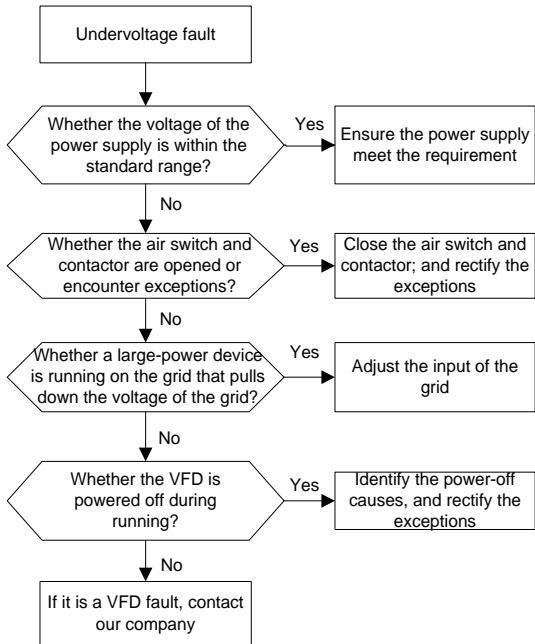 Undervoltage fault
Whether the voltage of the
power supply is within the
standard range?
Yes
Ensure the power supply
meet the requirement
No
Whether the air switch and
contactor are opened or
encounter exceptions?
Yes
Close the air switch and
contactor; and rectify the
exceptions
No
Whether a large-power device
is running on the grid that pulls
down the voltage of the grid?
Yes
Adjust the input of the
grid
No
Whether the VFD is
powered off during
running?
Yes
Identify the power-off
causes, and rectify the
exceptions
No
If it is a VFD fault, contact
our company